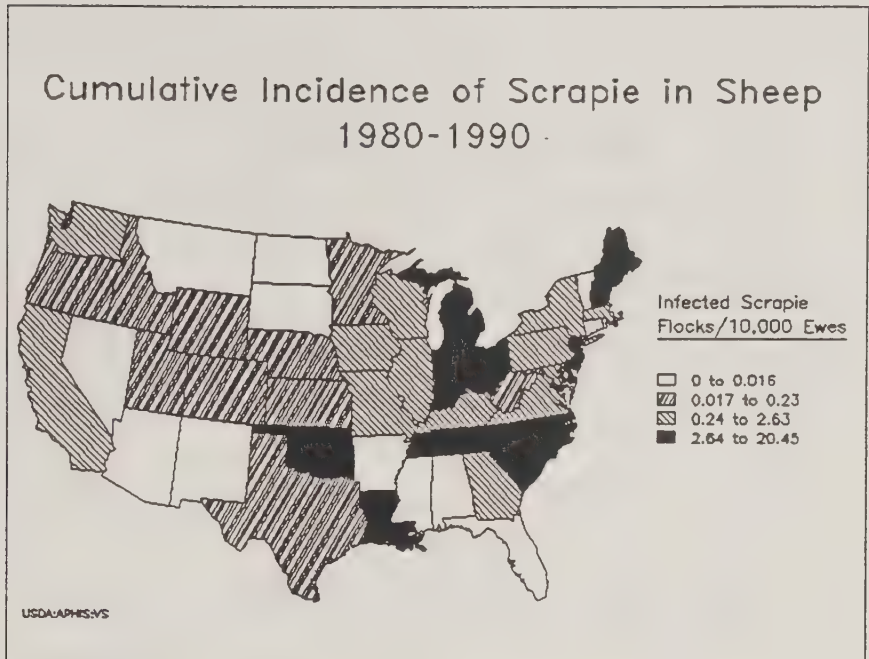 Cumulative Incidence of Scrapie in Sheep
1980-1990
Infected Scrapie
Flocks/10,000 Ewes
0 to 0.016
0.017 to 0.23
0.24 to 2.63
2.64 to 20.45
USDA:APHIS:VS